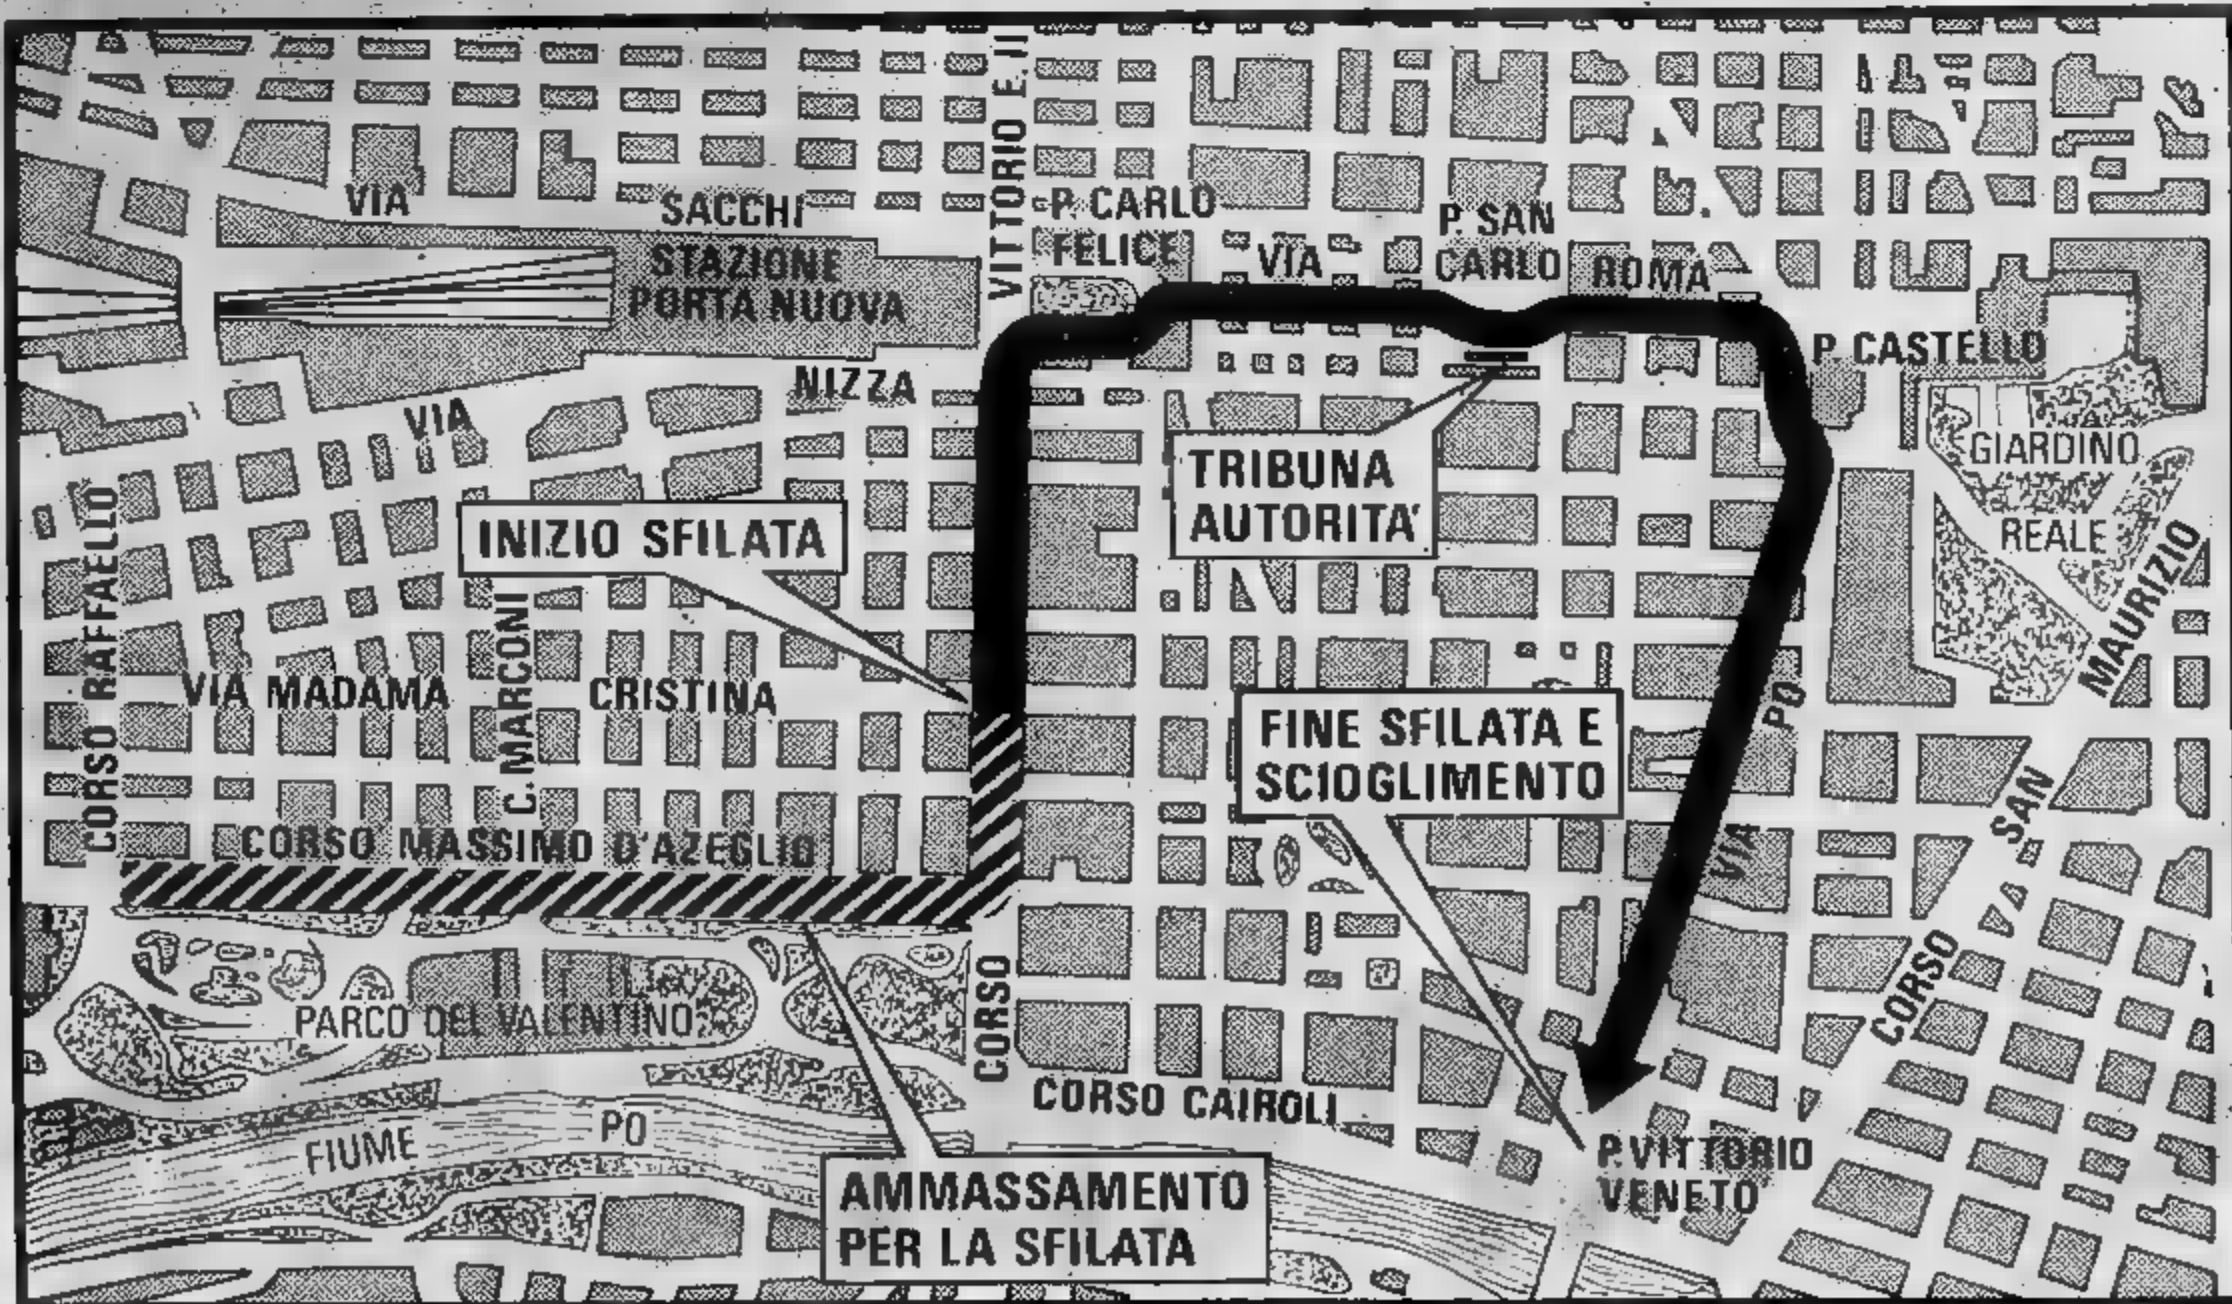 VITTORIO E. II
VIA
SACCHI
P. CARLO
FELICE
P. SAN
CARLO
VIA
ROMA
STAZIONE
PORTA NUOVA
P. CASTELLO
NIZZA
VIA
GIARDINO
REALE
MAURIZIO
TRIBUNA
AUTORITA'
INIZIO SFILATA
CORSO RAFFAELLO
VIA MADAMA
C. MARCONI
CRISTINA
FINE SFILATA E
SCIOGLIMENTO
PO
VIA
SAN
CORSO
CORSO MASSIMO D'AZEGLIO
PARCO DEL VALENTINO
CORSO
CORSO CAIROLI
FIUME
PO
P. VITTORIO
VENETO
AMMASSAMENTO
PER LA SFILATA